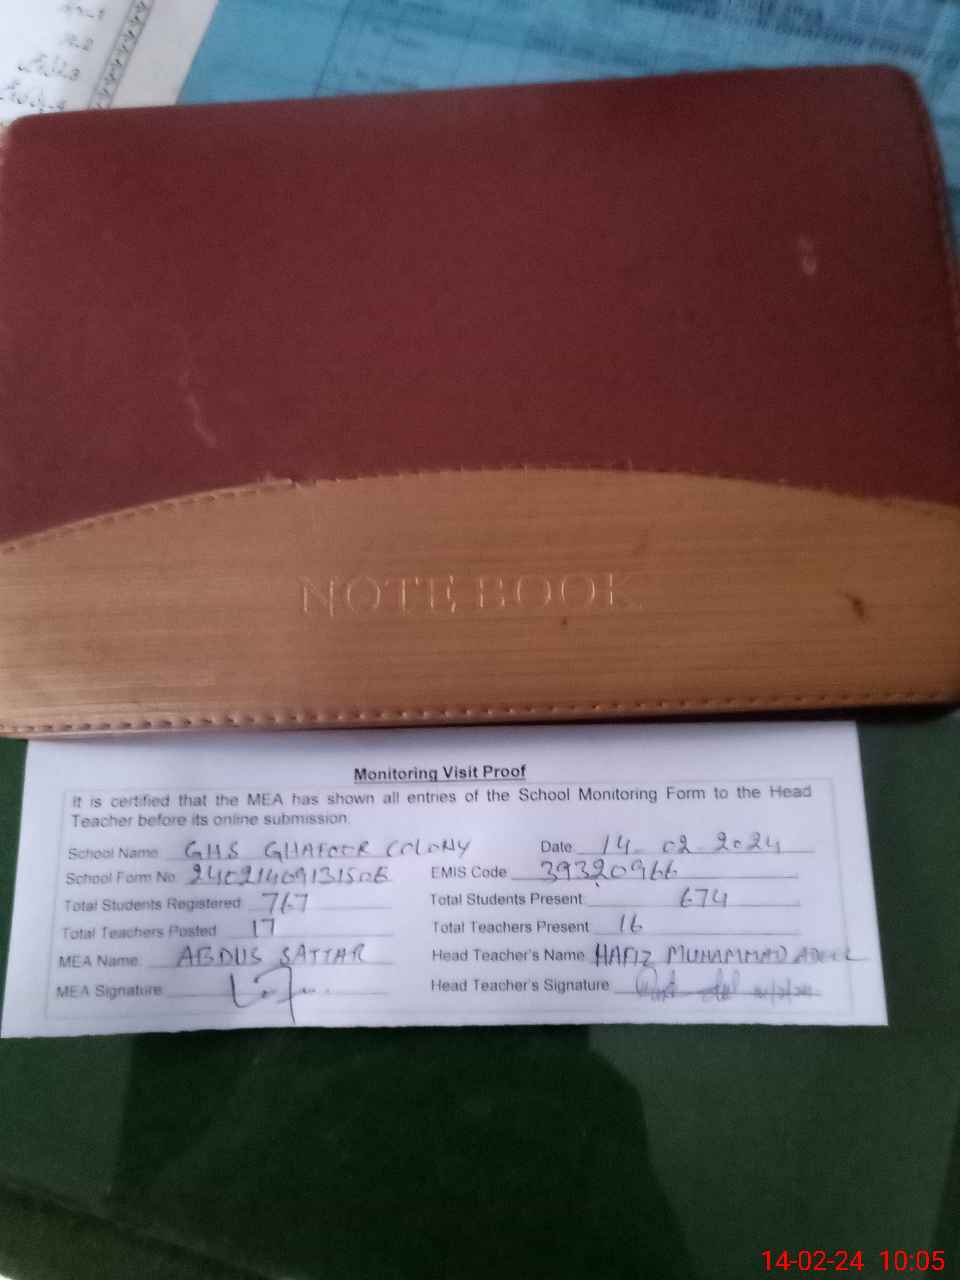 NOTE BOOK
Monitoring Visit Proof
It is certified that the MEA has shown all entries of the School Monitoring Form to the Head
Teacher before its online submission.
School Name GHS GHAFOOR COLONY Date 14-02-2024
School Form No. EMIS Code 39320966
Total Students Registered 767 Total Students Present 674
Total Teachers Posted 17 Total Teachers Present 16
MEA Name ABDUS SATTAR Head Teacher's Name HAFIZ MUHAMMAD ADEEL
MEA Signature Head Teacher's Signature
14-02-24 10:05